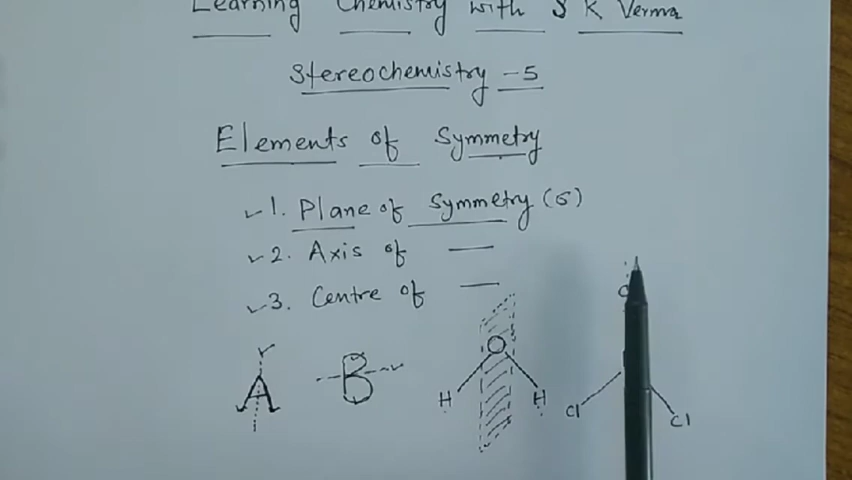 Learning Chemistry with S K Verma
Stereochemistry -5
Elements of Symmetry
✓1. Plane of Symmetry (σ)
✓2. Axis of —
✓3. Centre of —
A B O
H H Cl Cl